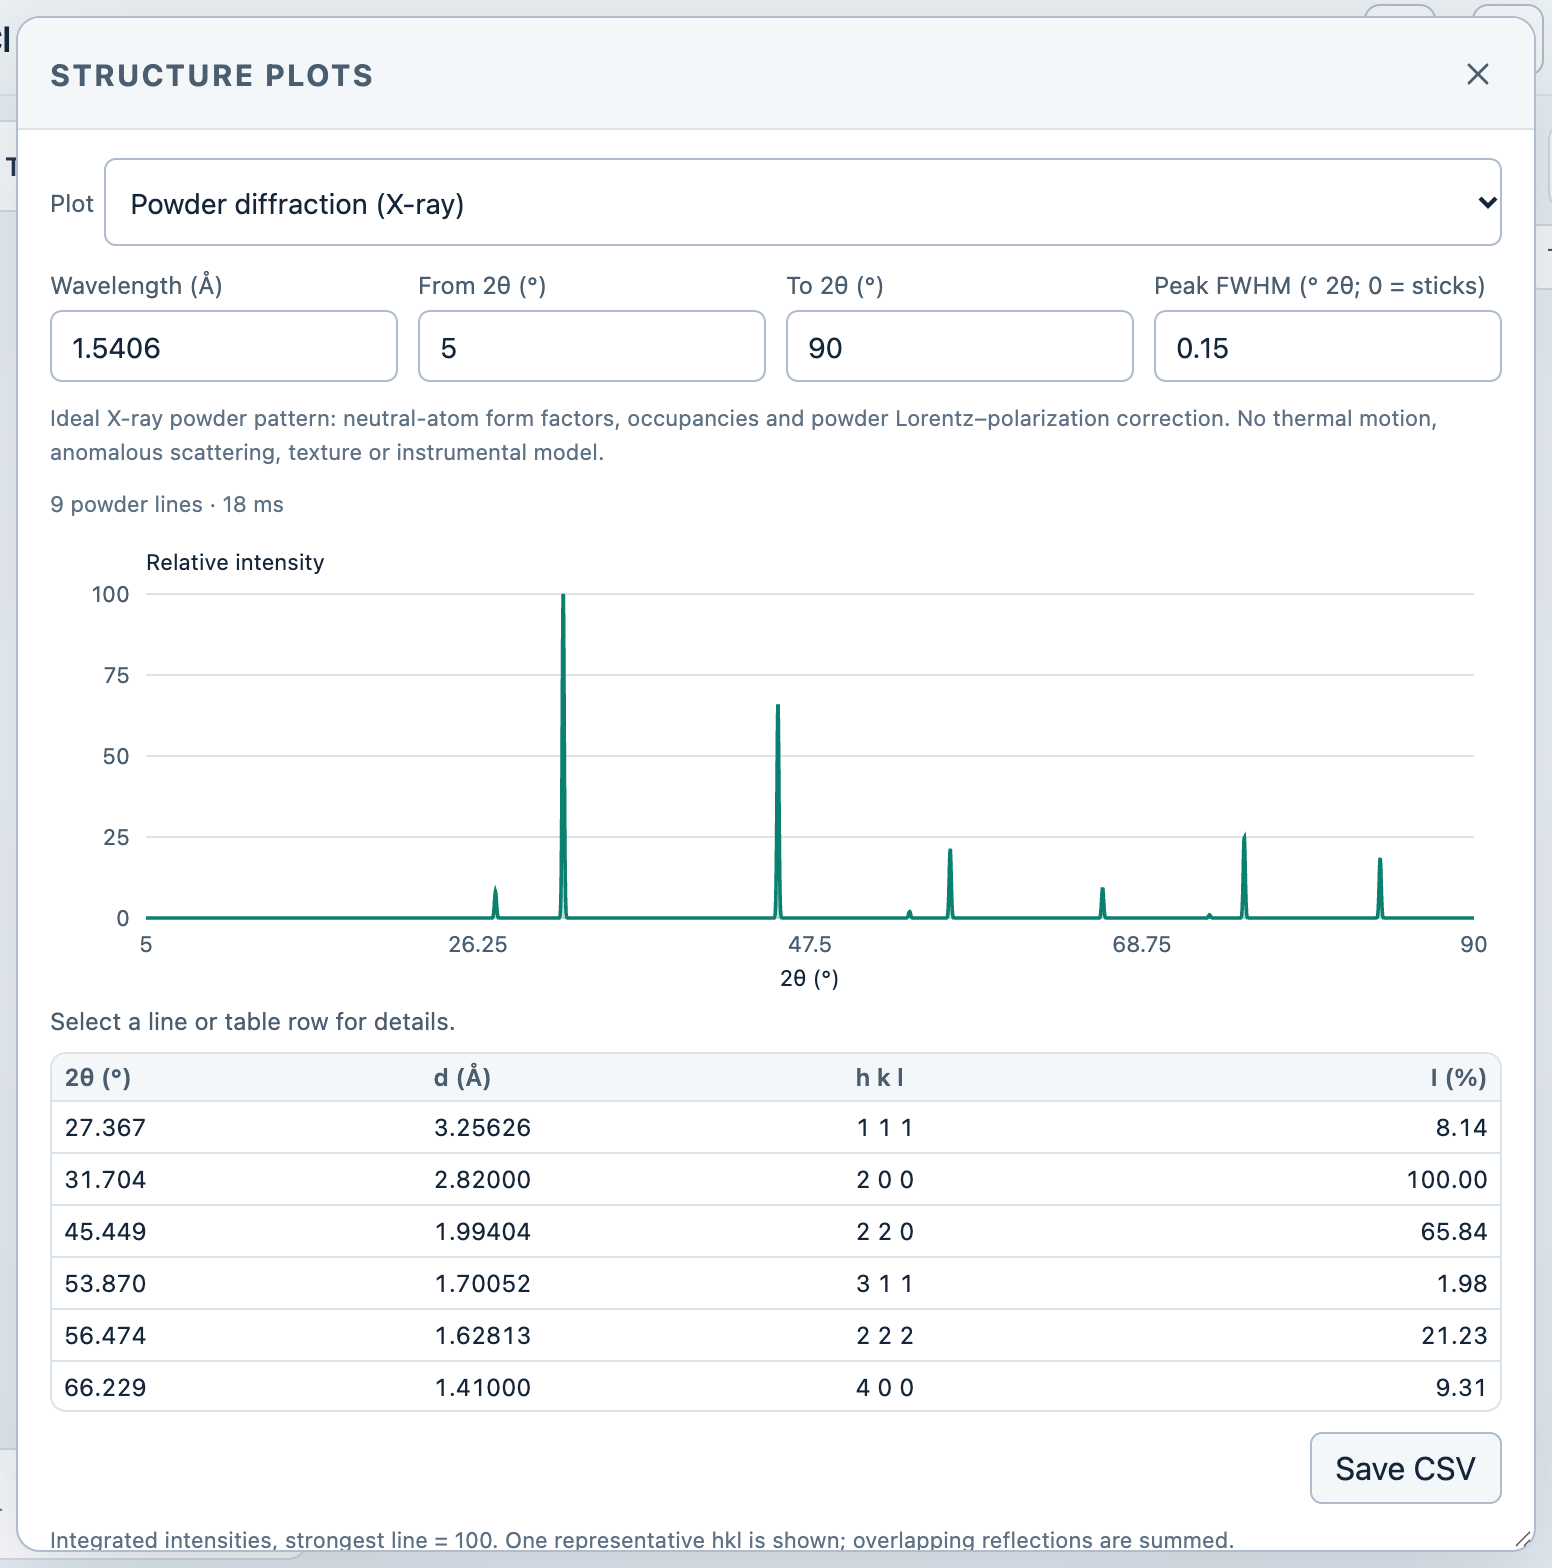 STRUCTURE PLOTS
Plot Powder diffraction (X-ray)
Wavelength (Å) From 2θ (°) To 2θ (°) Peak FWHM (° 2θ; 0 = sticks)
1.5406 5 90 0.15
Ideal X-ray powder pattern: neutral-atom form factors, occupancies and powder Lorentz–polarization correction. No thermal motion,
anomalous scattering, texture or instrumental model.
9 powder lines · 18 ms
Relative intensity
100
75
50
25
0
5 26.25 47.5 68.75 90
2θ (°)
Select a line or table row for details.
2θ (°) d (Å) h k l I (%)
27.367 3.25626 1 1 1 8.14
31.704 2.82000 2 0 0 100.00
45.449 1.99404 2 2 0 65.84
53.870 1.70052 3 1 1 1.98
56.474 1.62813 2 2 2 21.23
66.229 1.41000 4 0 0 9.31
Save CSV
Integrated intensities, strongest line = 100. One representative hkl is shown; overlapping reflections are summed.